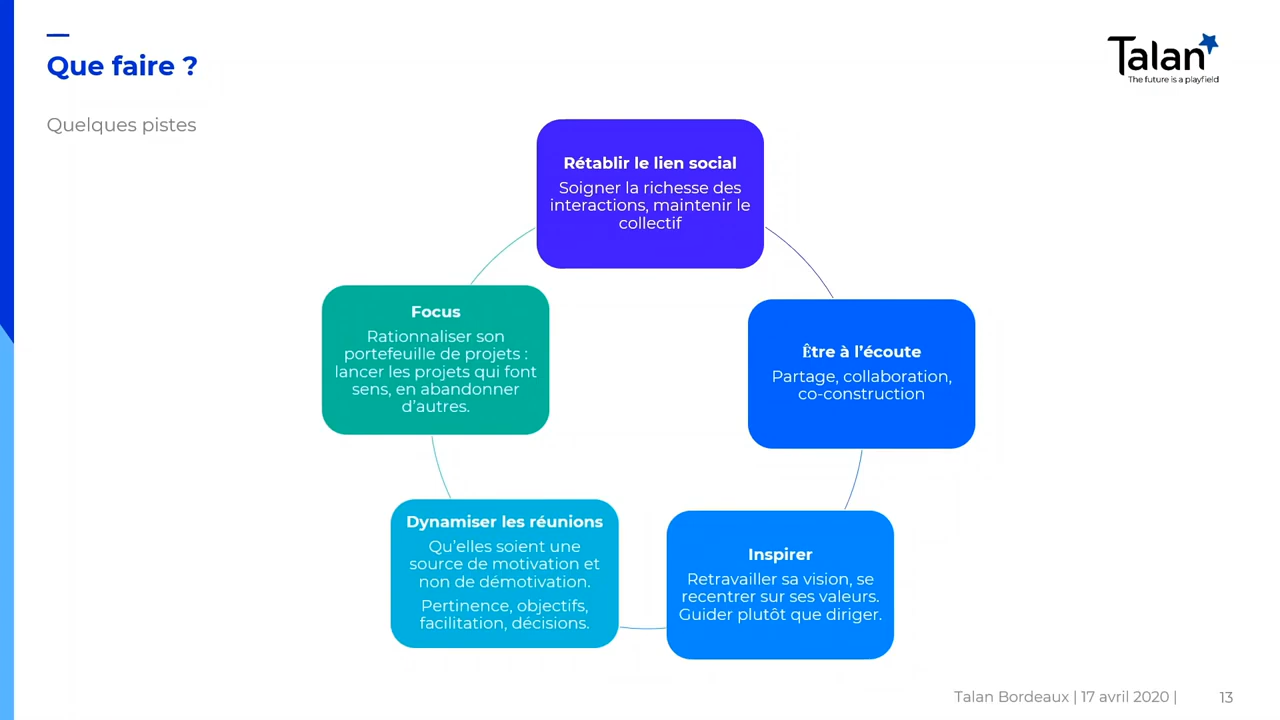 Que faire ?
Talan
The future is a playfield
Quelques pistes
Rétablir le lien social
Soigner la richesse des
interactions, maintenir le
collectif
Être à l'écoute
Partage, collaboration,
co-construction
Inspirer
Retravailler sa vision, se
recentrer sur ses valeurs.
Guider plutôt que diriger.
Dynamiser les réunions
Qu'elles soient une
source de motivation et
non de démotivation.
Pertinence, objectifs,
facilitation, décisions.
Focus
Rationnaliser son
portefeuille de projets :
lancer les projets qui font
sens, en abandonner
d'autres.
Talan Bordeaux | 17 avril 2020 |
13